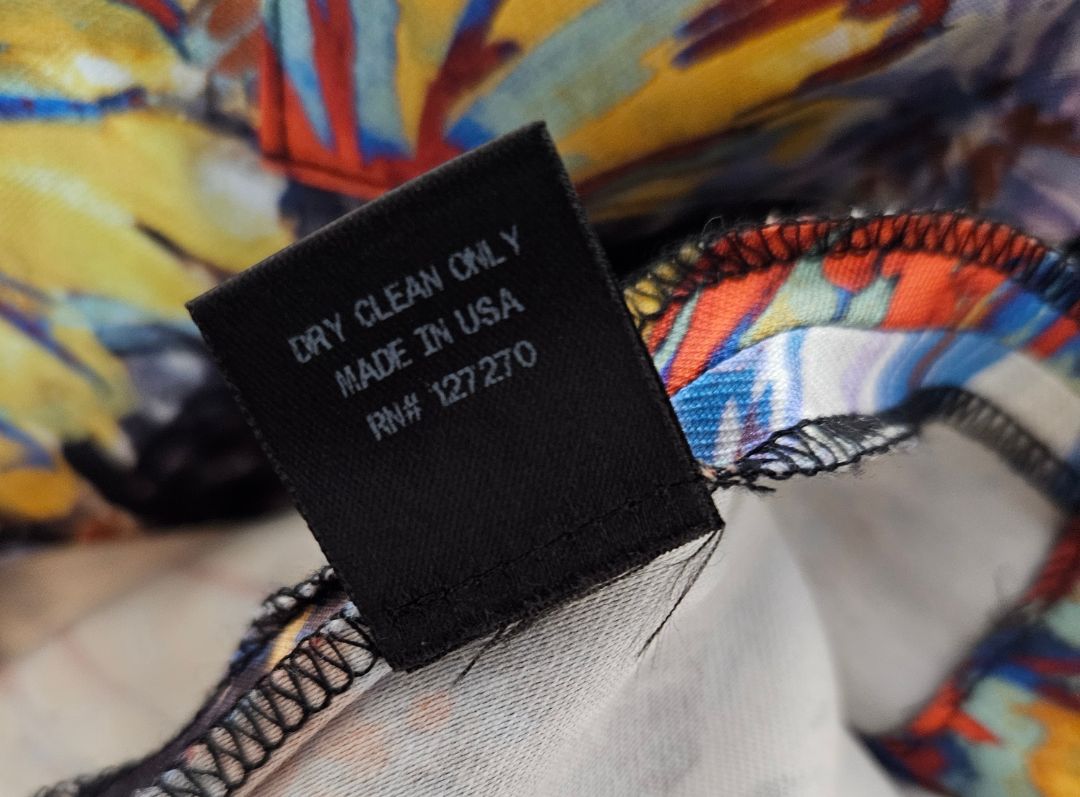 DRY CLEAN ONLY
MADE IN USA
RN# 127270